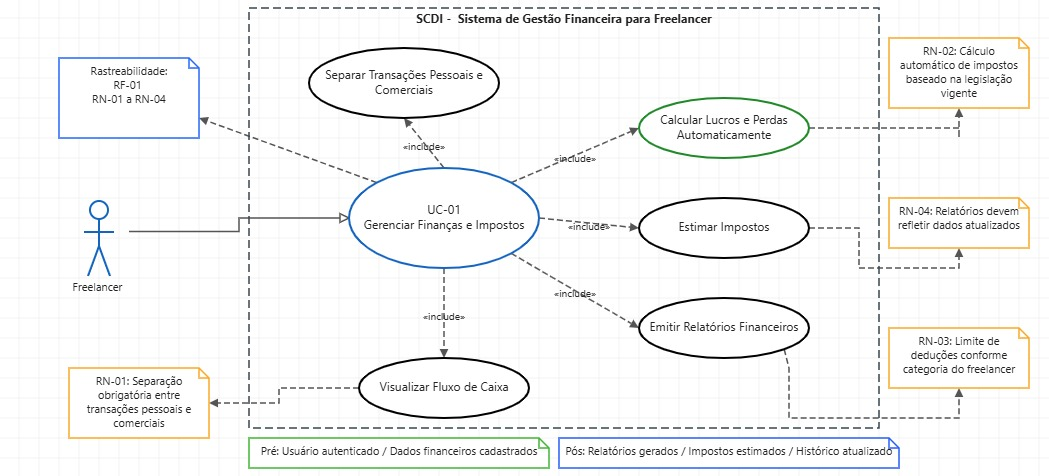 SCDI - Sistema de Gestão Financeira para Freelancer
Rastreabilidade:
RF-01
RN-01 a RN-04
Separar Transações Pessoais e
Comerciais
RN-02: Cálculo
automático de impostos
baseado na legislação
vigente
Calcular Lucros e Perdas
Automaticamente
«include»
«include»
UC-01
Gerenciar Finanças e Impostos
«include»
Estimar Impostos
RN-04: Relatórios devem
refletir dados atualizados
Freelancer
«include»
«include»
Emitir Relatórios Financeiros
RN-03: Limite de
deduções conforme
categoria do freelancer
Visualizar Fluxo de Caixa
RN-01: Separação
obrigatória entre
transações pessoais e
comerciais
Pré: Usuário autenticado / Dados financeiros cadastrados
Pós: Relatórios gerados / Impostos estimados / Histórico atualizado